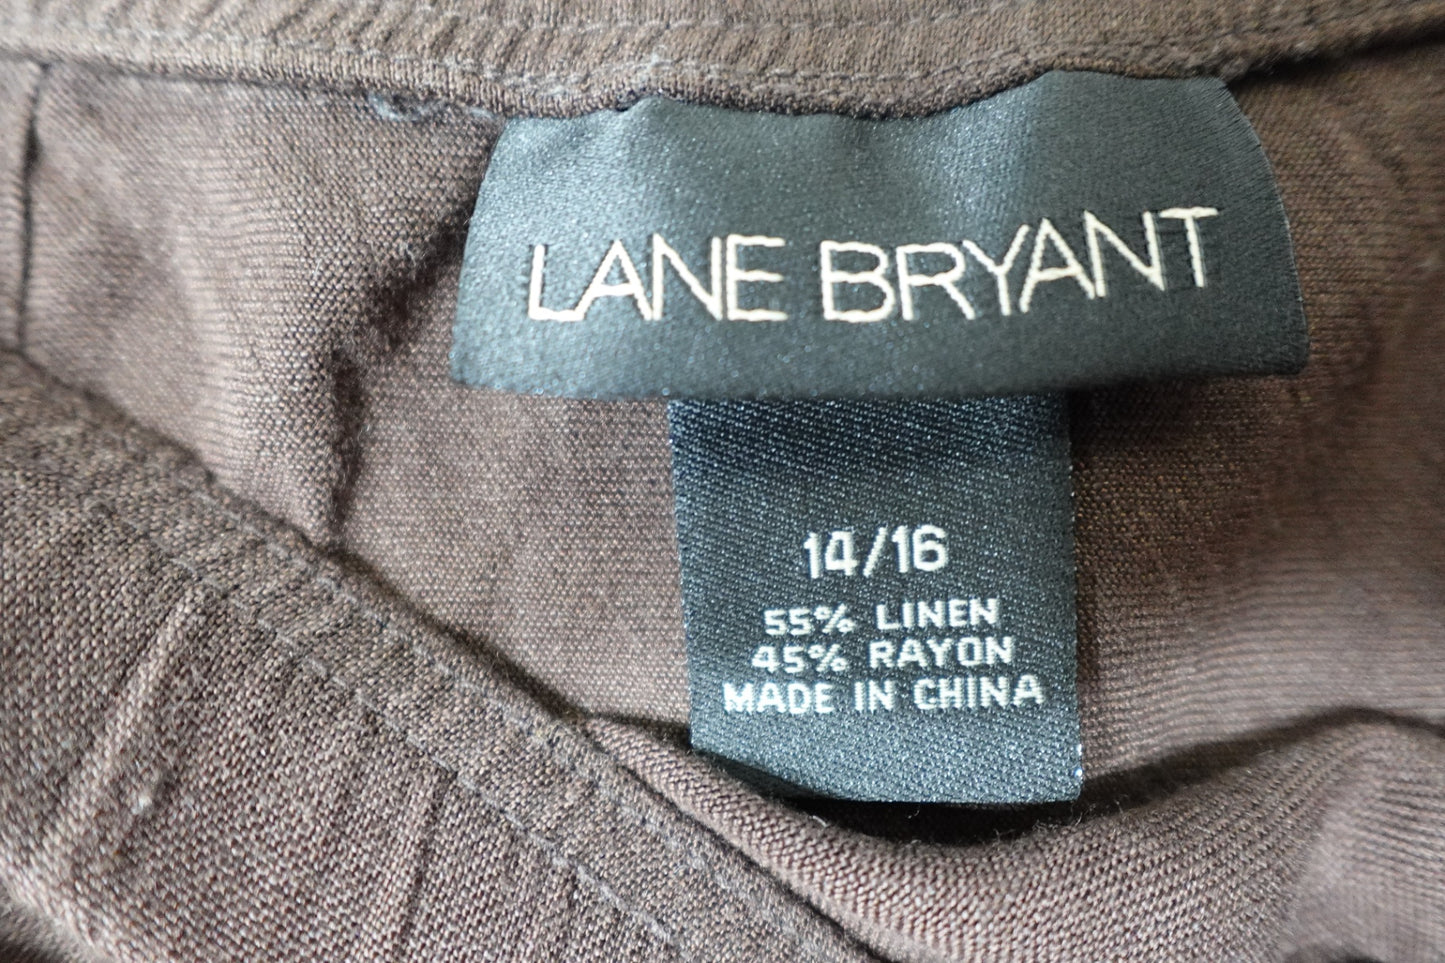 LANE BRYANT
14/16
55% LINEN
45% RAYON
MADE IN CHINA